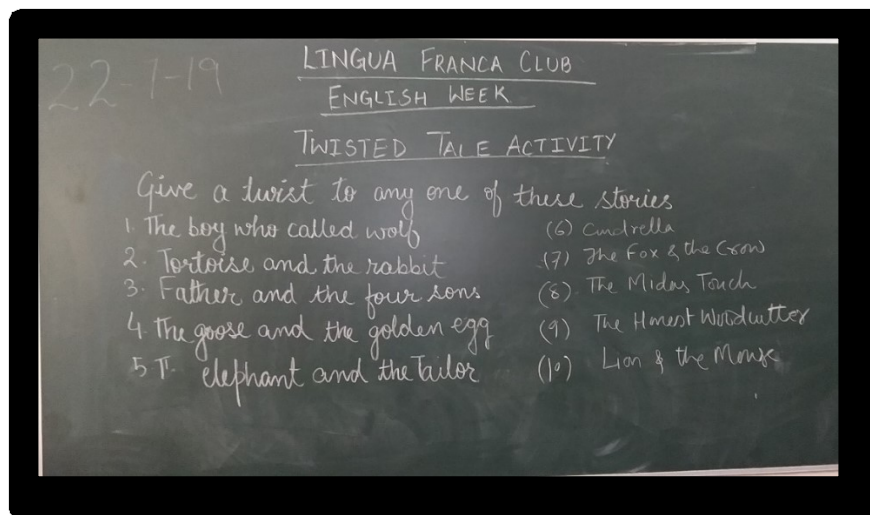 22-7-19
LINGUA FRANCA CLUB
ENGLISH WEEK
TWISTED TALE ACTIVITY
Give a twist to any one of these stories
1. The boy who called wolf
2. Tortoise and the rabbit
3. Father and the four sons
4. The goose and the golden egg
5 T. elephant and the Tailor
(6) Cindrella
(7) The Fox & the Crow
(8) The Midas Touch
(9) The Honest Woodcutter
(10) Lion & the Mouse